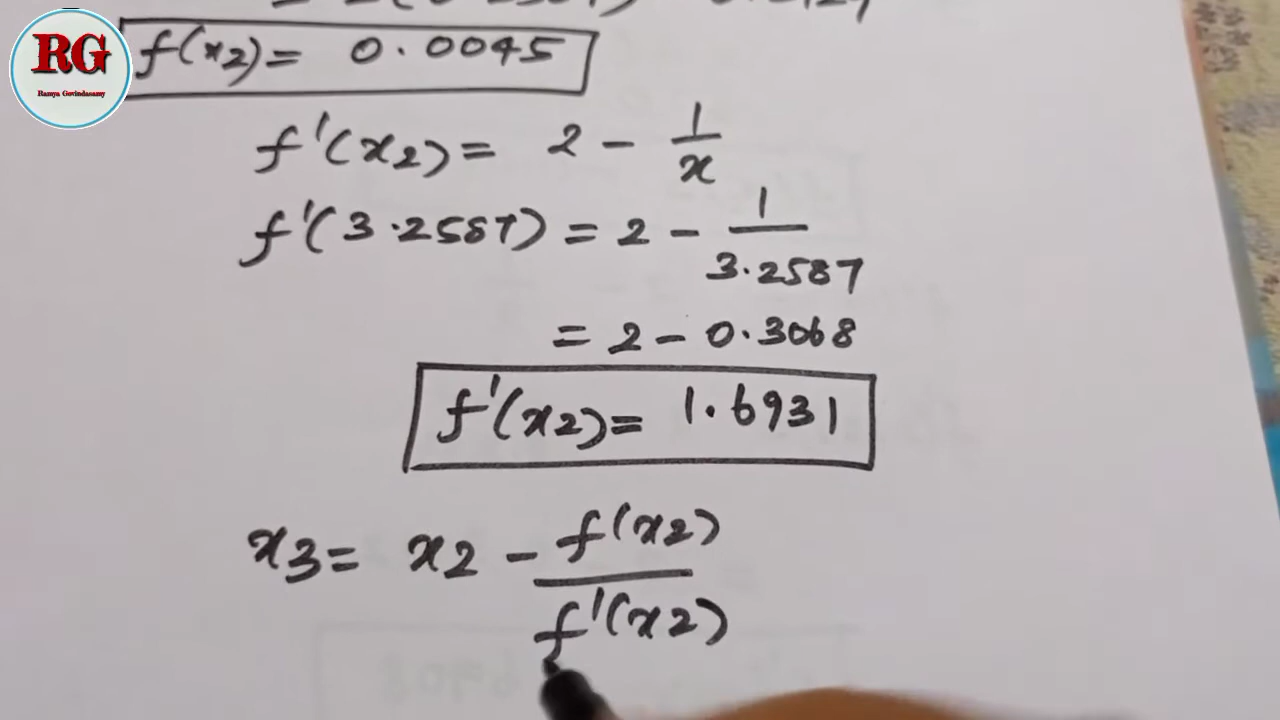 RG
Ramya Govindasamy
f(x2) = 0.0045
f'(x2) = 2 - 1/x
f'(3.2587) = 2 - 1/3.2587
= 2 - 0.3068
f'(x2) = 1.6931
x3 = x2 - f(x2)/f'(x2)